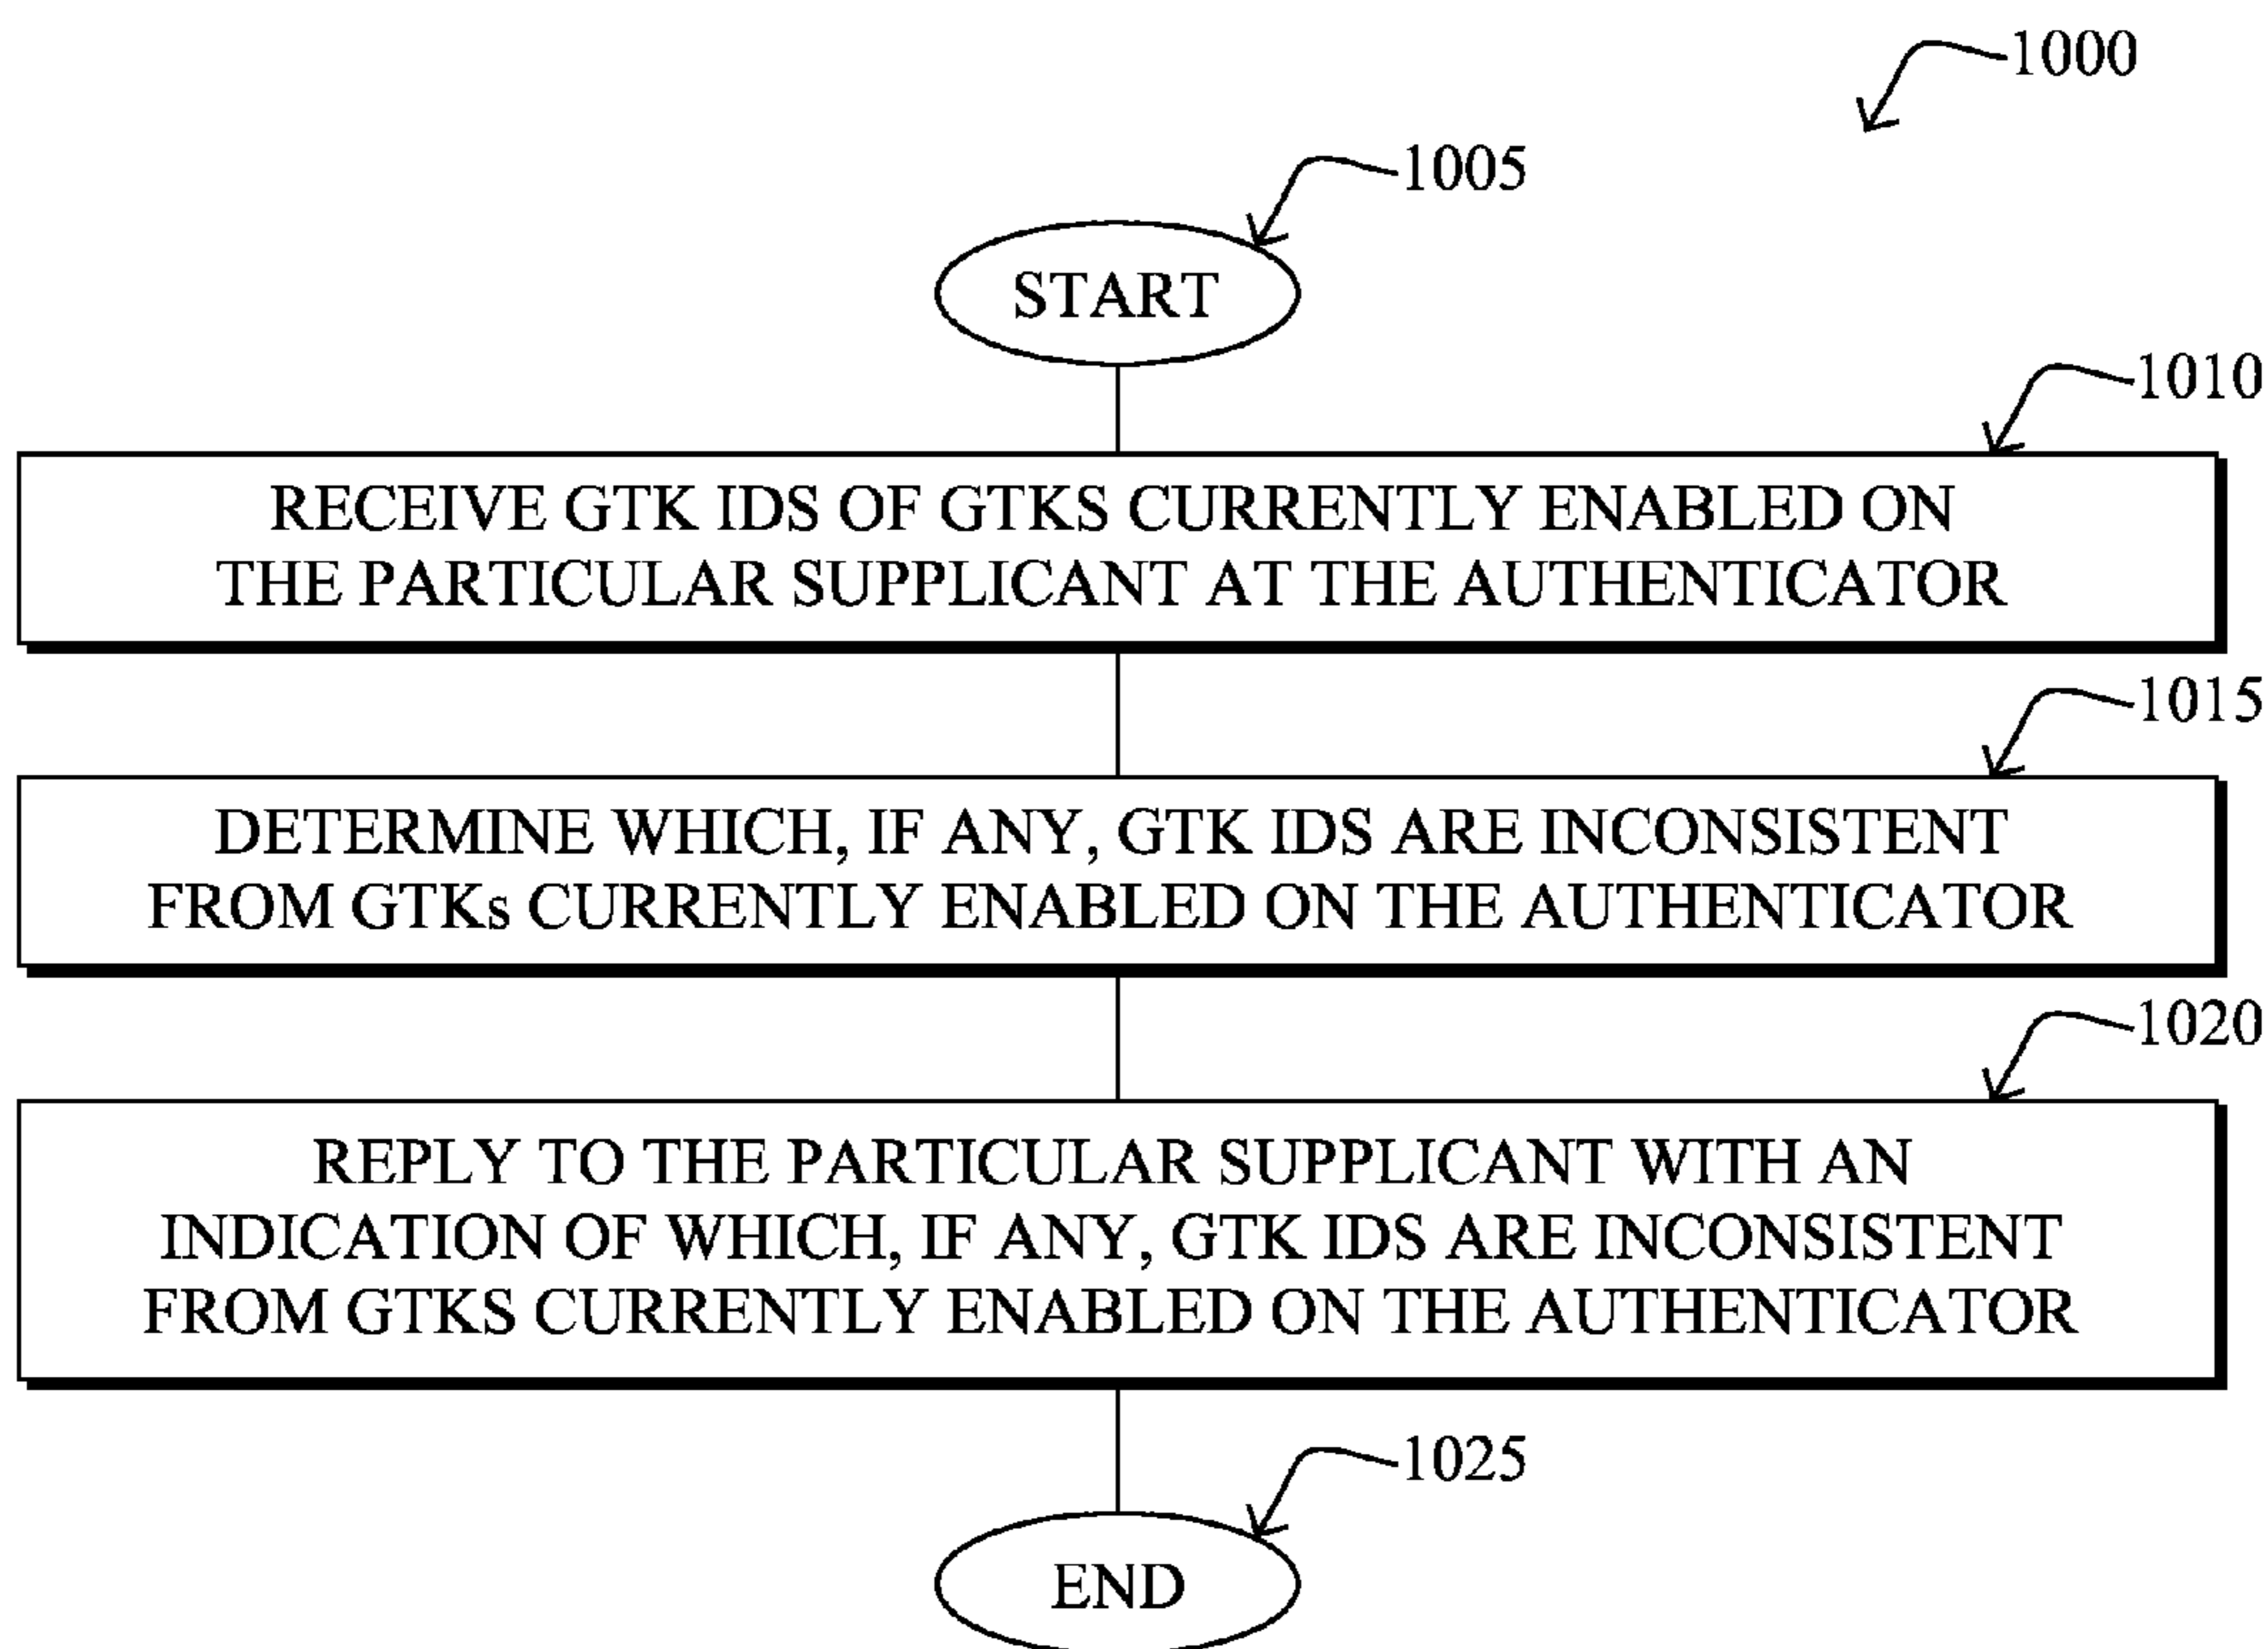 1000
1005
START
1010
RECEIVE GTK IDS OF GTKS CURRENTLY ENABLED ON
THE PARTICULAR SUPPLICANT AT THE AUTHENTICATOR
1015
DETERMINE WHICH, IF ANY, GTK IDS ARE INCONSISTENT
FROM GTKs CURRENTLY ENABLED ON THE AUTHENTICATOR
1020
REPLY TO THE PARTICULAR SUPPLICANT WITH AN
INDICATION OF WHICH, IF ANY, GTK IDS ARE INCONSISTENT
FROM GTKS CURRENTLY ENABLED ON THE AUTHENTICATOR
1025
END